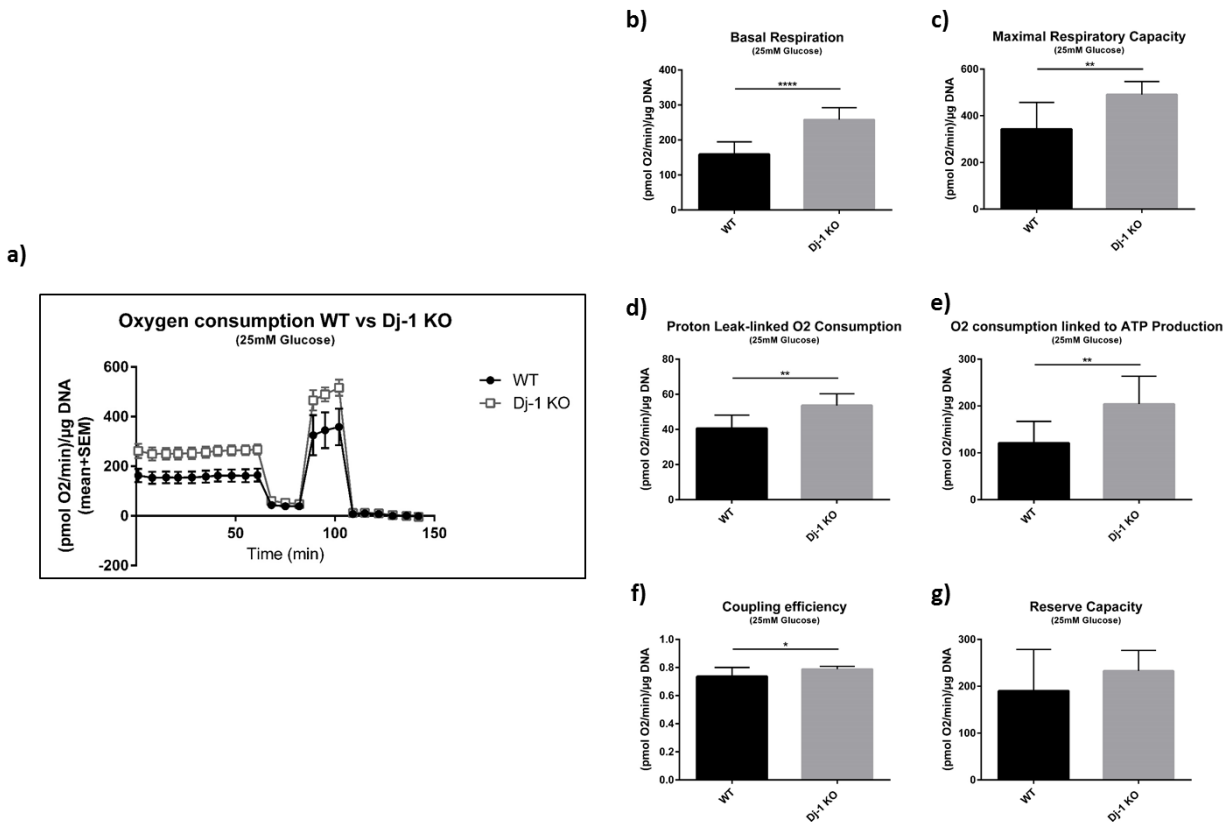 a)
Oxygen consumption WT vs Dj-1 KO
(25mM Glucose)
(pmol O2/min)/µg DNA
(mean+SEM)
600
400
200
0
-200
50
100
150
Time (min)
WT
Dj-1 KO
b)
Basal Respiration
(25mM Glucose)
(pmol O2/min)/µg DNA
400
300
200
100
0
****
WT
Dj-1 KO
c)
Maximal Respiratory Capacity
(25mM Glucose)
(pmol O2/min)/µg DNA
600
400
200
0
**
WT
Dj-1 KO
d)
Proton Leak-linked O2 Consumption
(25mM Glucose)
(pmol O2/min)/µg DNA
80
60
40
20
0
**
WT
Dj-1 KO
e)
O2 consumption linked to ATP Production
(25mM Glucose)
(pmol O2/min)/µg DNA
300
200
100
0
**
WT
Dj-1 KO
f)
Coupling efficiency
(25mM Glucose)
(pmol O2/min)/µg DNA
1.0
0.8
0.6
0.4
0.2
0.0
*
WT
Dj-1 KO
g)
Reserve Capacity
(25mM Glucose)
(pmol O2/min)/µg DNA
300
200
100
0
WT
Dj-1 KO